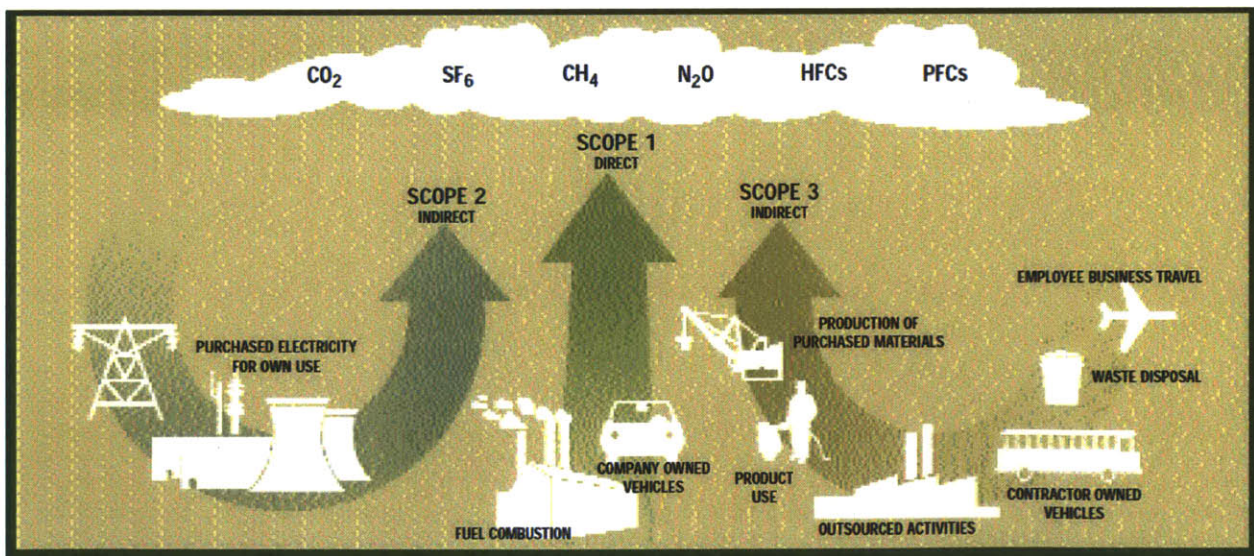 CO₂ SF₆ CH₄ N₂O HFCs PFCs
SCOPE 1
DIRECT
SCOPE 2
INDIRECT
SCOPE 3
INDIRECT
EMPLOYEE BUSINESS TRAVEL
PURCHASED ELECTRICITY
FOR OWN USE
PRODUCTION OF
PURCHASED MATERIALS
WASTE DISPOSAL
COMPANY OWNED
VEHICLES
PRODUCT
USE
CONTRACTOR OWNED
VEHICLES
FUEL COMBUSTION
OUTSOURCED ACTIVITIES